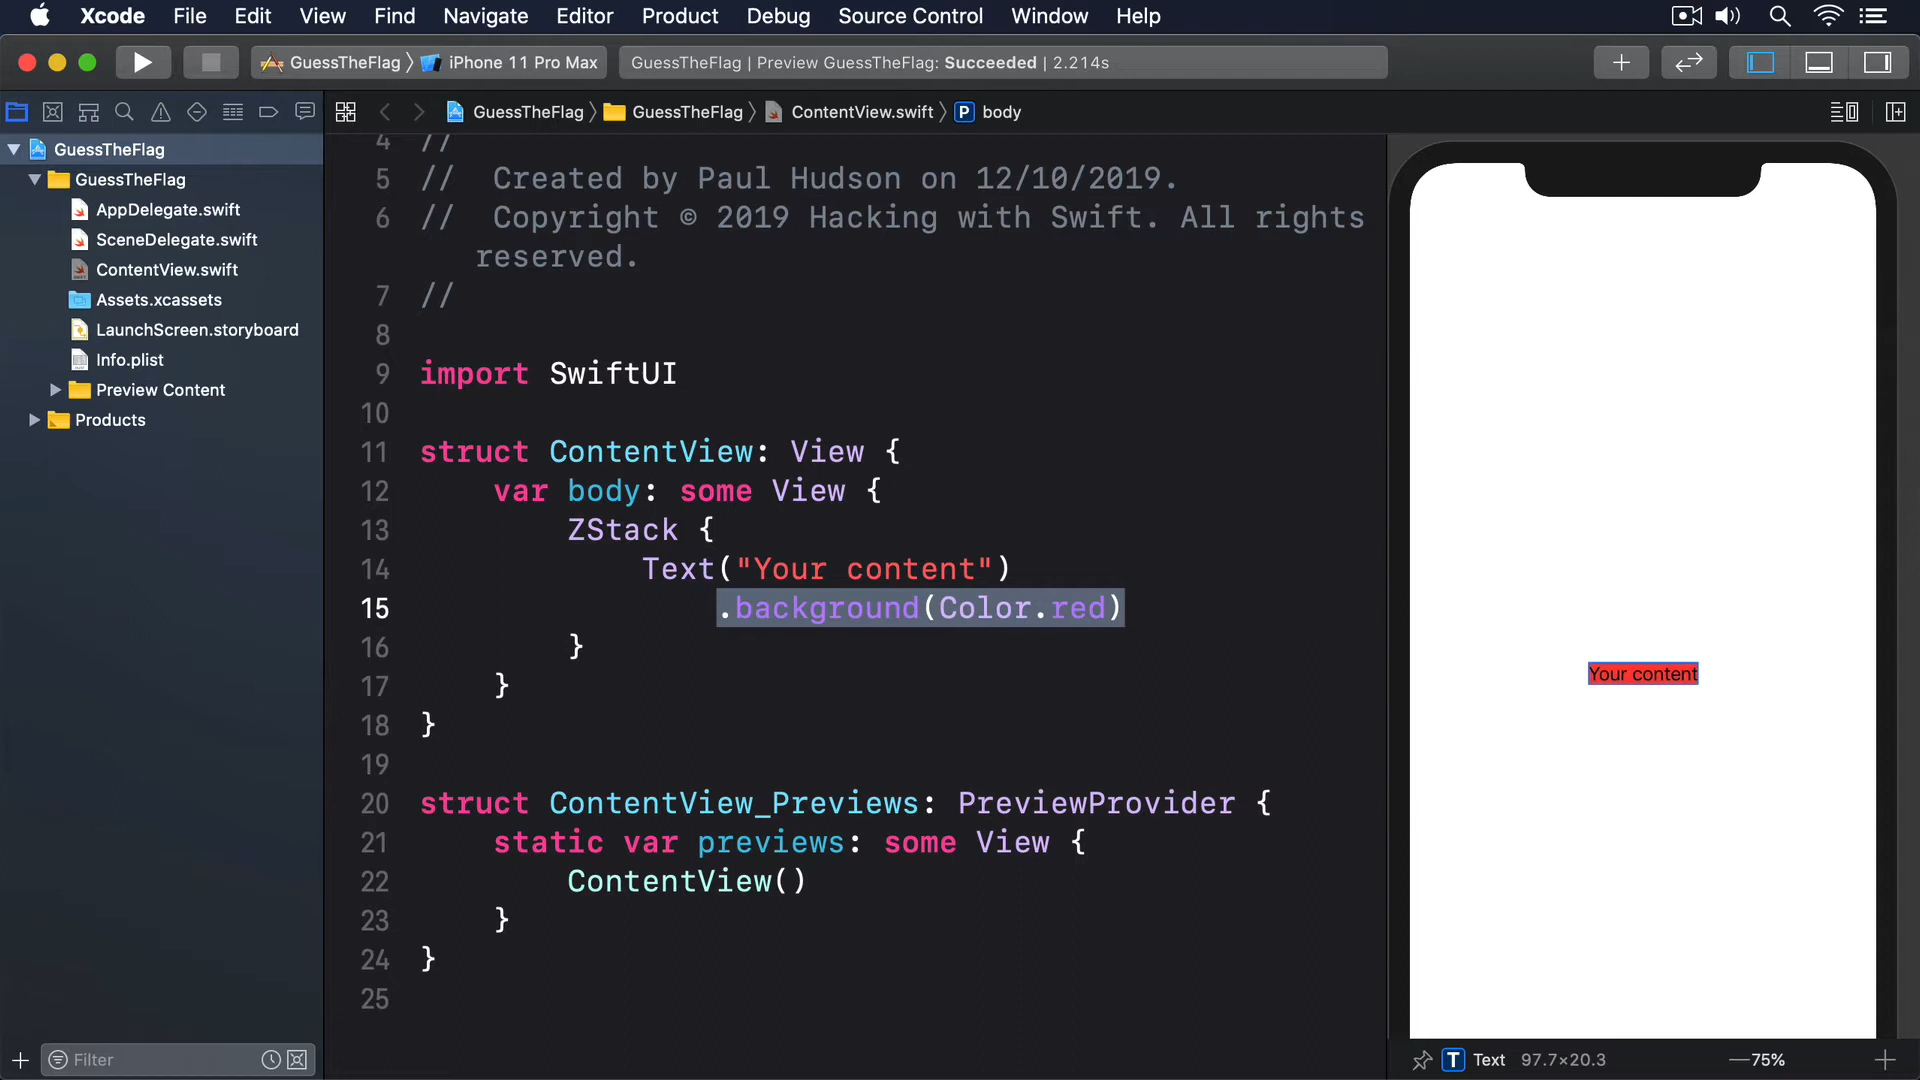 Xcode File Edit View Find Navigate Editor Product Debug Source Control Window Help
GuessTheFlag 〉 iPhone 11 Pro Max
GuessTheFlag | Preview GuessTheFlag: Succeeded | 2.214s
GuessTheFlag 〉 GuessTheFlag 〉 ContentView.swift 〉 P body
GuessTheFlag
GuessTheFlag
AppDelegate.swift
SceneDelegate.swift
ContentView.swift
Assets.xcassets
LaunchScreen.storyboard
Info.plist
Preview Content
Products
Filter
4 //
5 //  Created by Paul Hudson on 12/10/2019.
6 //  Copyright © 2019 Hacking with Swift. All rights
reserved.
7 //
8
9 import SwiftUI
10
11 struct ContentView: View {
12     var body: some View {
13         ZStack {
14             Text("Your content")
15                 .background(Color.red)
16         }
17     }
18 }
19
20 struct ContentView_Previews: PreviewProvider {
21     static var previews: some View {
22         ContentView()
23     }
24 }
25
Your content
T Text 97.7×20.3 — 75% +